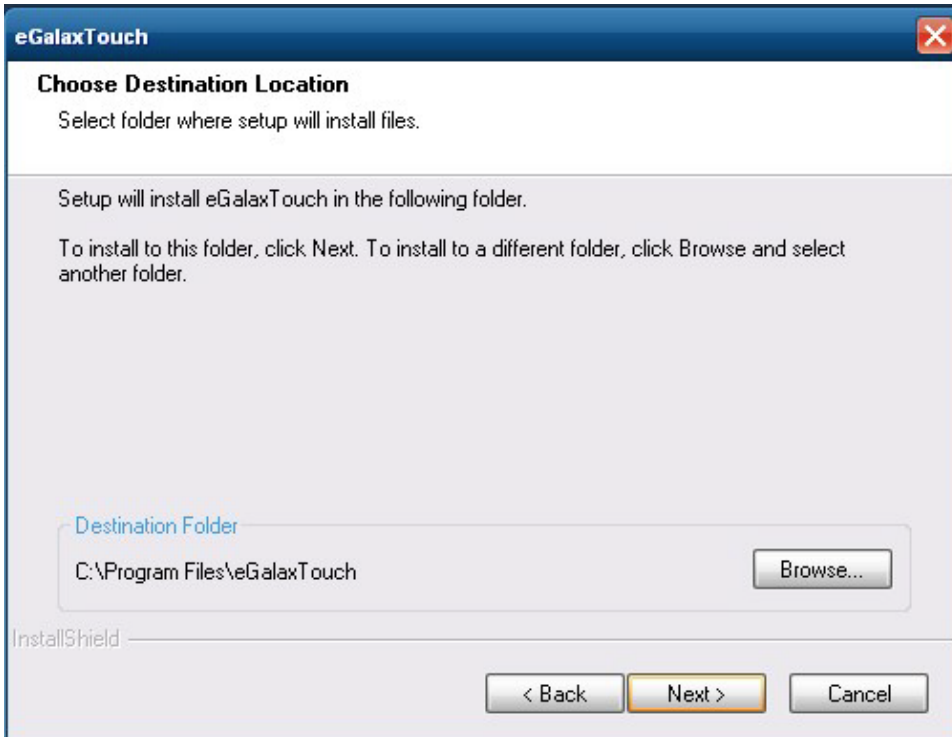 eGalaxTouch
Choose Destination Location
Select folder where setup will install files.
Setup will install eGalaxTouch in the following folder.
To install to this folder, click Next. To install to a different folder, click Browse and select
another folder.
Destination Folder
C:\Program Files\eGalaxTouch
Browse...
InstallShield
< Back
Next >
Cancel